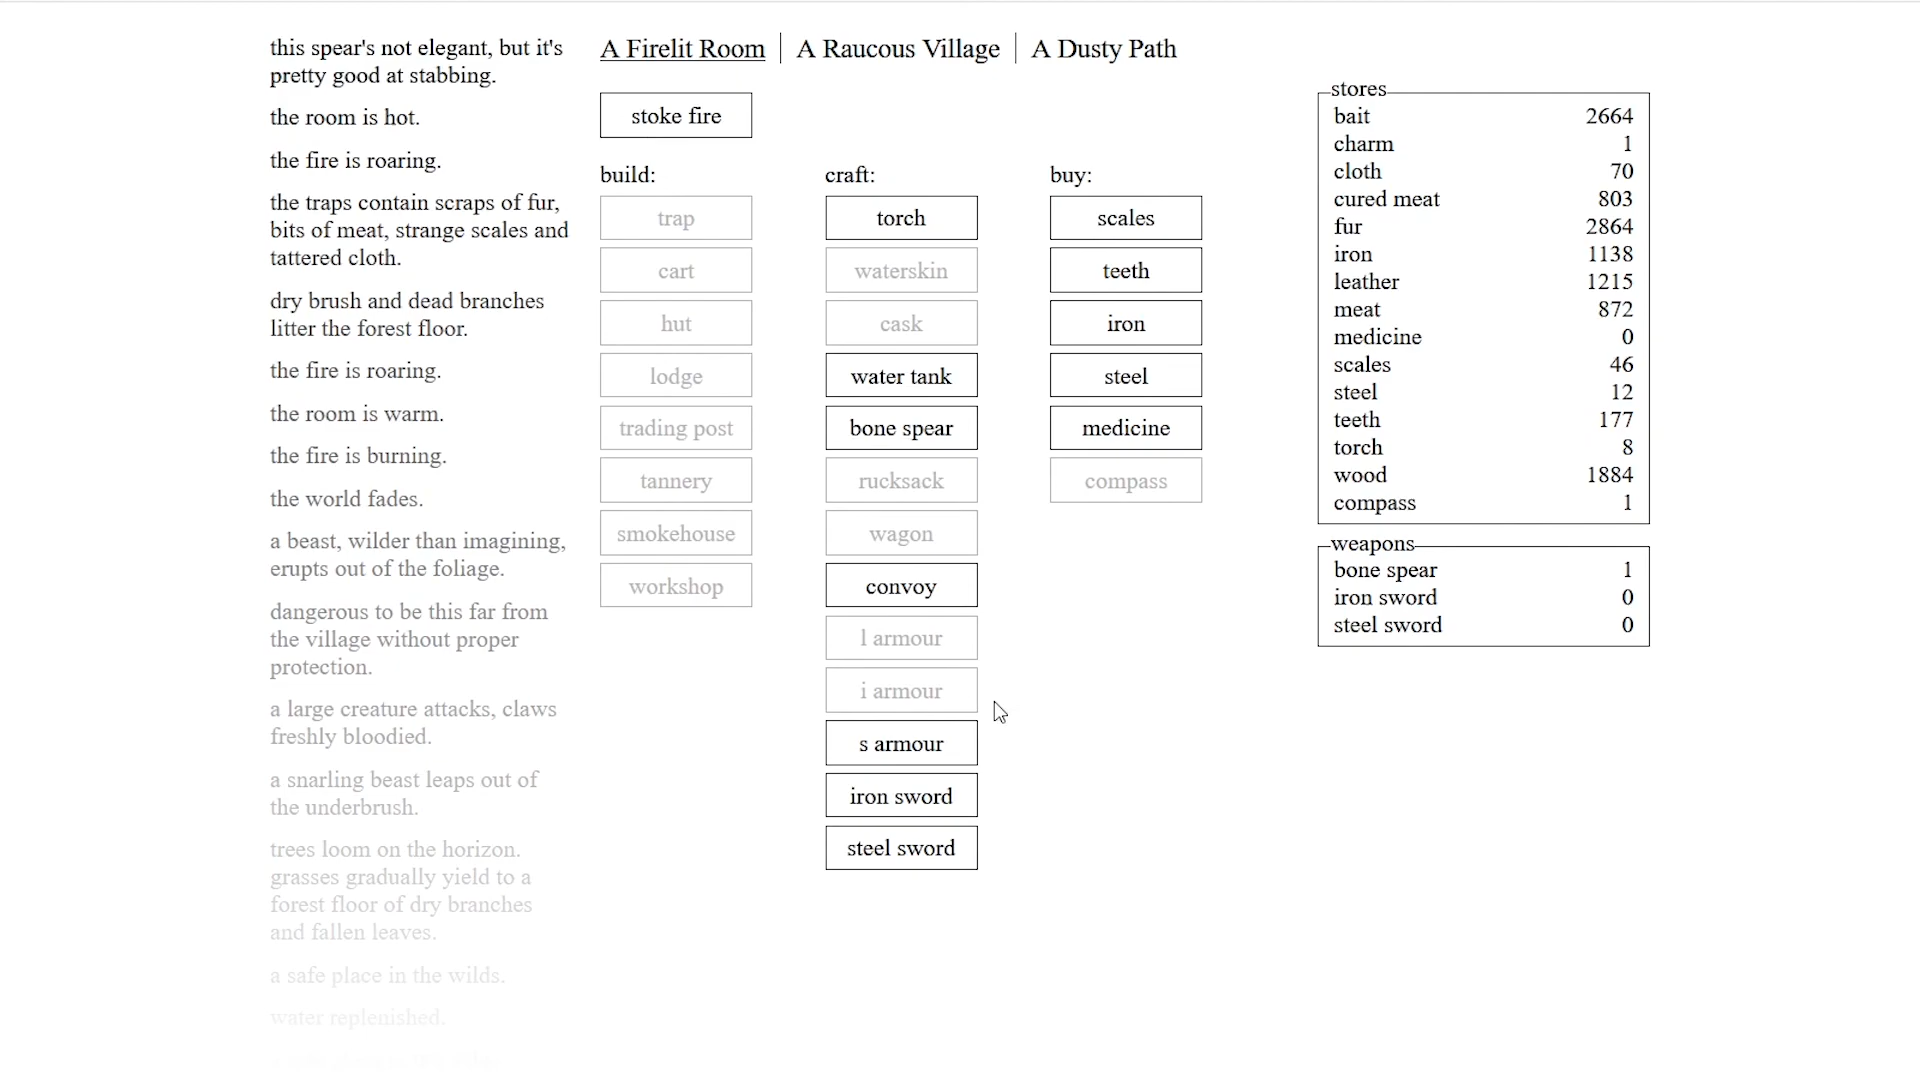 this spear's not elegant, but it's
pretty good at stabbing.
the room is hot.
the fire is roaring.
the traps contain scraps of fur,
bits of meat, strange scales and
tattered cloth.
dry brush and dead branches
litter the forest floor.
the fire is roaring.
the room is warm.
the fire is burning.
the world fades.
a beast, wilder than imagining,
erupts out of the foliage.
dangerous to be this far from
the village without proper
protection.
a large creature attacks, claws
freshly bloodied.
a snarling beast leaps out of
the underbrush.
trees loom on the horizon.
grasses gradually yield to a
forest floor of dry branches
and fallen leaves.
a safe place in the wilds.
water replenished.
A Firelit Room | A Raucous Village | A Dusty Path
stoke fire
build:
trap
cart
hut
lodge
trading post
tannery
smokehouse
workshop
craft:
torch
waterskin
cask
water tank
bone spear
rucksack
wagon
convoy
l armour
i armour
s armour
iron sword
steel sword
buy:
scales
teeth
iron
steel
medicine
compass
stores
bait 2664
charm 1
cloth 70
cured meat 803
fur 2864
iron 1138
leather 1215
meat 872
medicine 0
scales 46
steel 12
teeth 177
torch 8
wood 1884
compass 1
weapons
bone spear 1
iron sword 0
steel sword 0